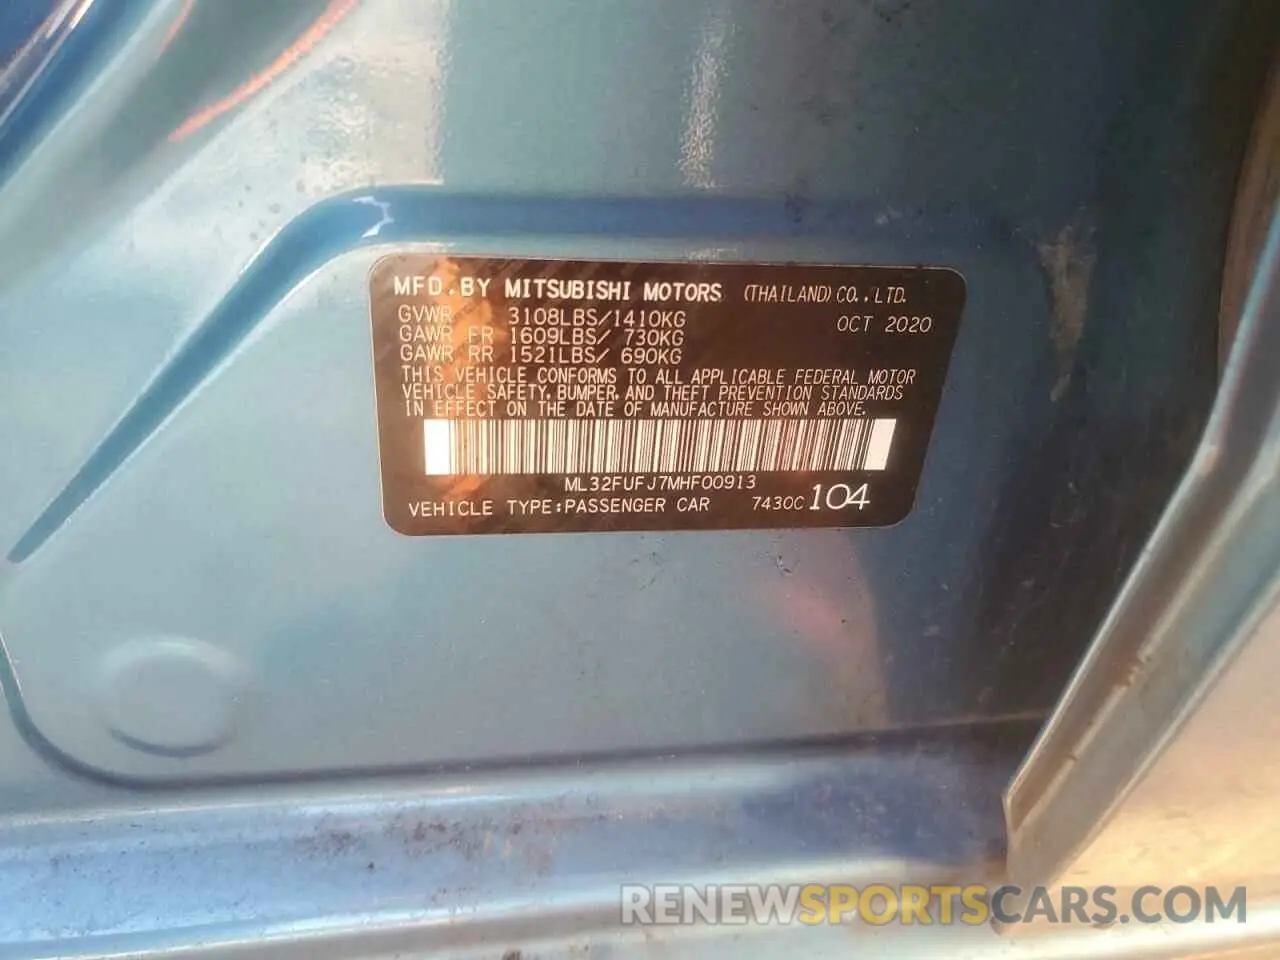 MFD.BY MITSUBISHI MOTORS (THAILAND) CO.,LTD.
GVWR 3108LBS/1410KG OCT 2020
GAWR FR 1609LBS/ 730KG
GAWR RR 1521LBS/ 690KG
THIS VEHICLE CONFORMS TO ALL APPLICABLE FEDERAL MOTOR
VEHICLE SAFETY, BUMPER, AND THEFT PREVENTION STANDARDS
IN EFFECT ON THE DATE OF MANUFACTURE SHOWN ABOVE.
ML32FUFJ7MHF00913
VEHICLE TYPE:PASSENGER CAR 7430C 104
RENEWSPORTSCARS.COM